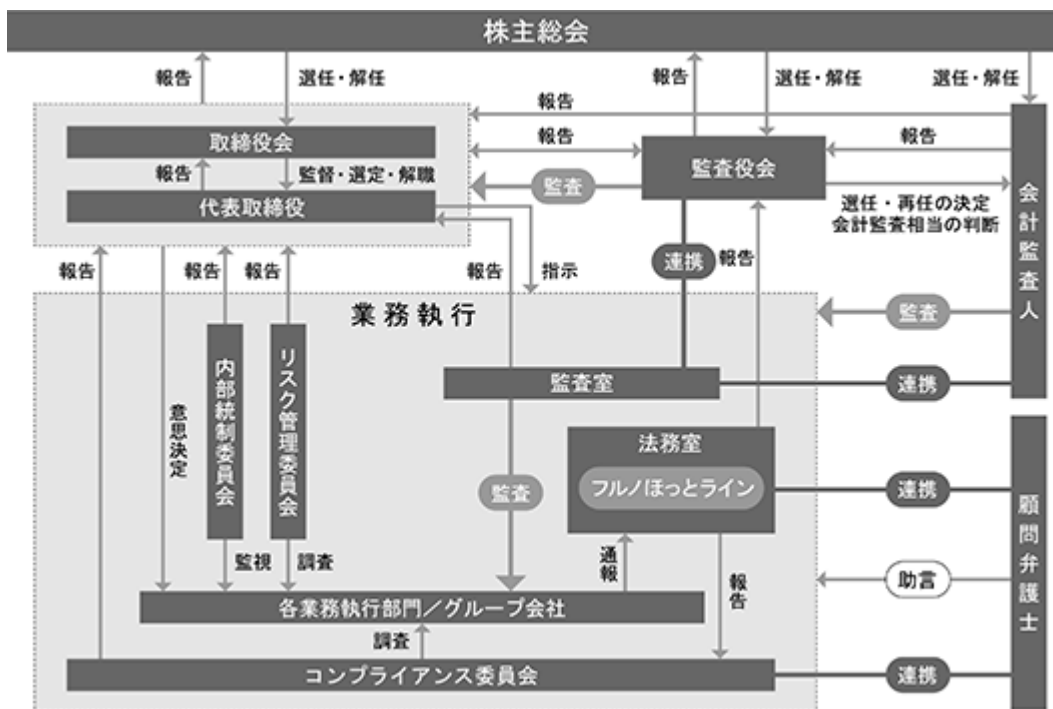 株主総会
報告
選任・解任
報告
選任・解任
選任・解任
報告
取締役会
報告
監督・選定・解職
代表取締役
報告
監査
監査役会
報告
選任・再任の決定
会計監査相当の判断
会計監査人
報告
報告
報告
報告
指示
連携
報告
業務執行
監査
内部統制委員会
リスク管理委員会
監査室
連携
意思決定
法務室
フルノほっとライン
監査
連携
顧問弁護士
監視
調査
通報
報告
助言
各業務執行部門／グループ会社
調査
コンプライアンス委員会
連携